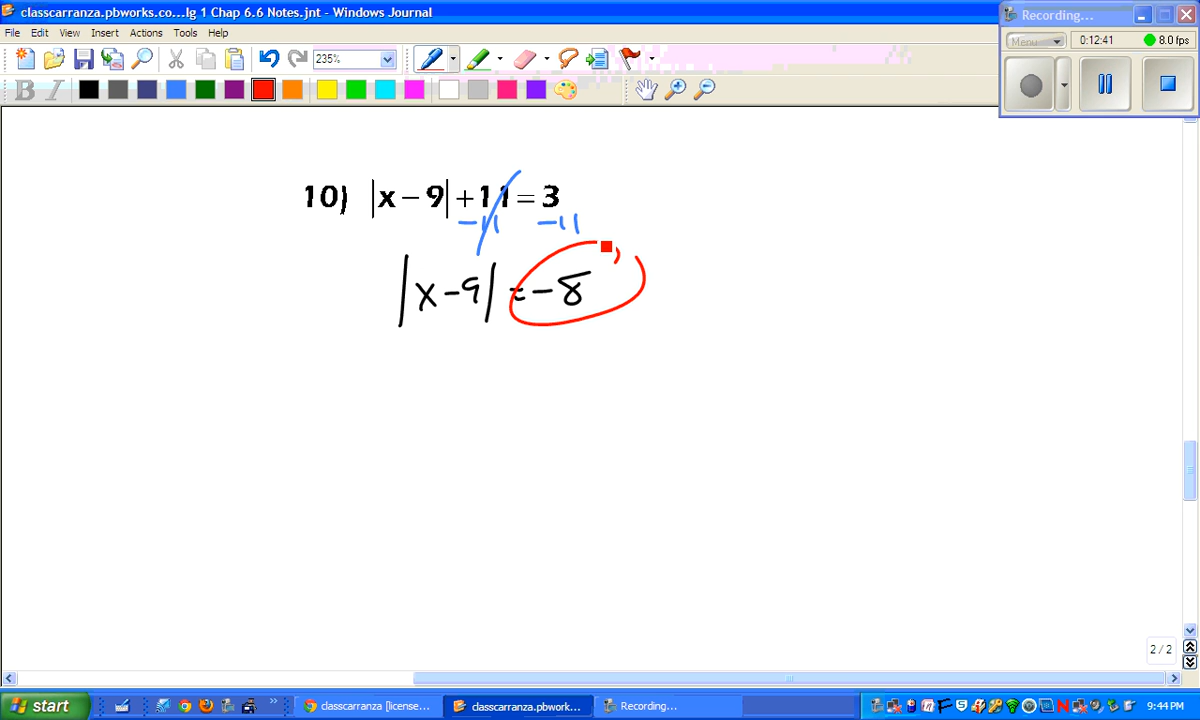 classcarranza.pbworks.co...lg 1 Chap 6.6 Notes.jnt - Windows Journal
Recording...
File Edit View Insert Actions Tools Help
Menu 0:12:41 8.0 fps
235%
B I
10) |x − 9| + 11 = 3
−11 −11
|x - 9| = -8
2 / 2
start classcarranza [license... classcarranza.pbwork... Recording... 9:44 PM